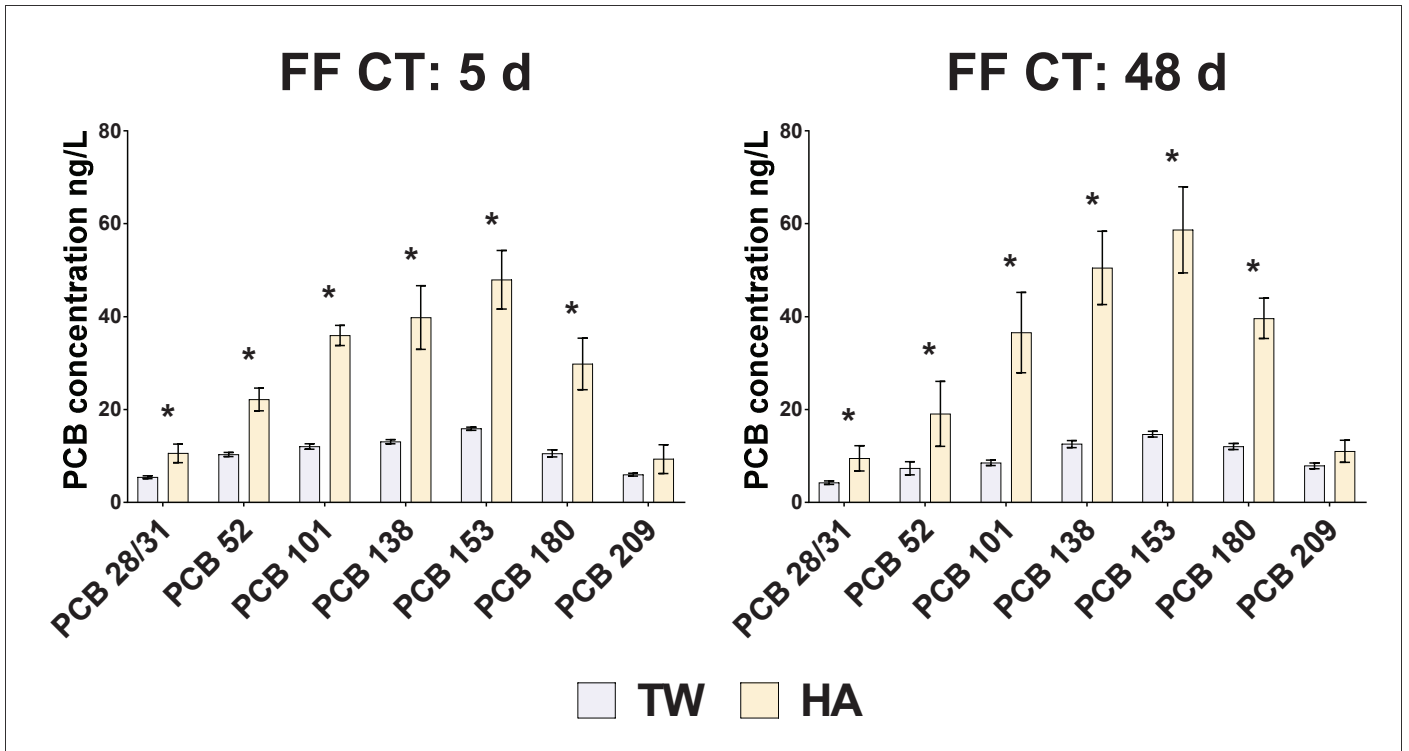 FF CT: 5 d
PCB concentration ng/L
80
60
40
20
0
* * * * * *
PCB 28/31
PCB 52
PCB 101
PCB 138
PCB 153
PCB 180
PCB 209
FF CT: 48 d
PCB concentration ng/L
80
60
40
20
0
* * * * * *
PCB 28/31
PCB 52
PCB 101
PCB 138
PCB 153
PCB 180
PCB 209
TW HA